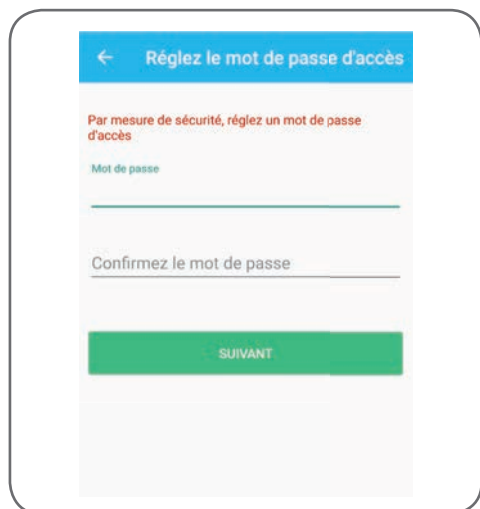 Réglez le mot de passe d'accès
Par mesure de sécurité, réglez un mot de passe
d'accès
Mot de passe
Confirmez le mot de passe
SUIVANT